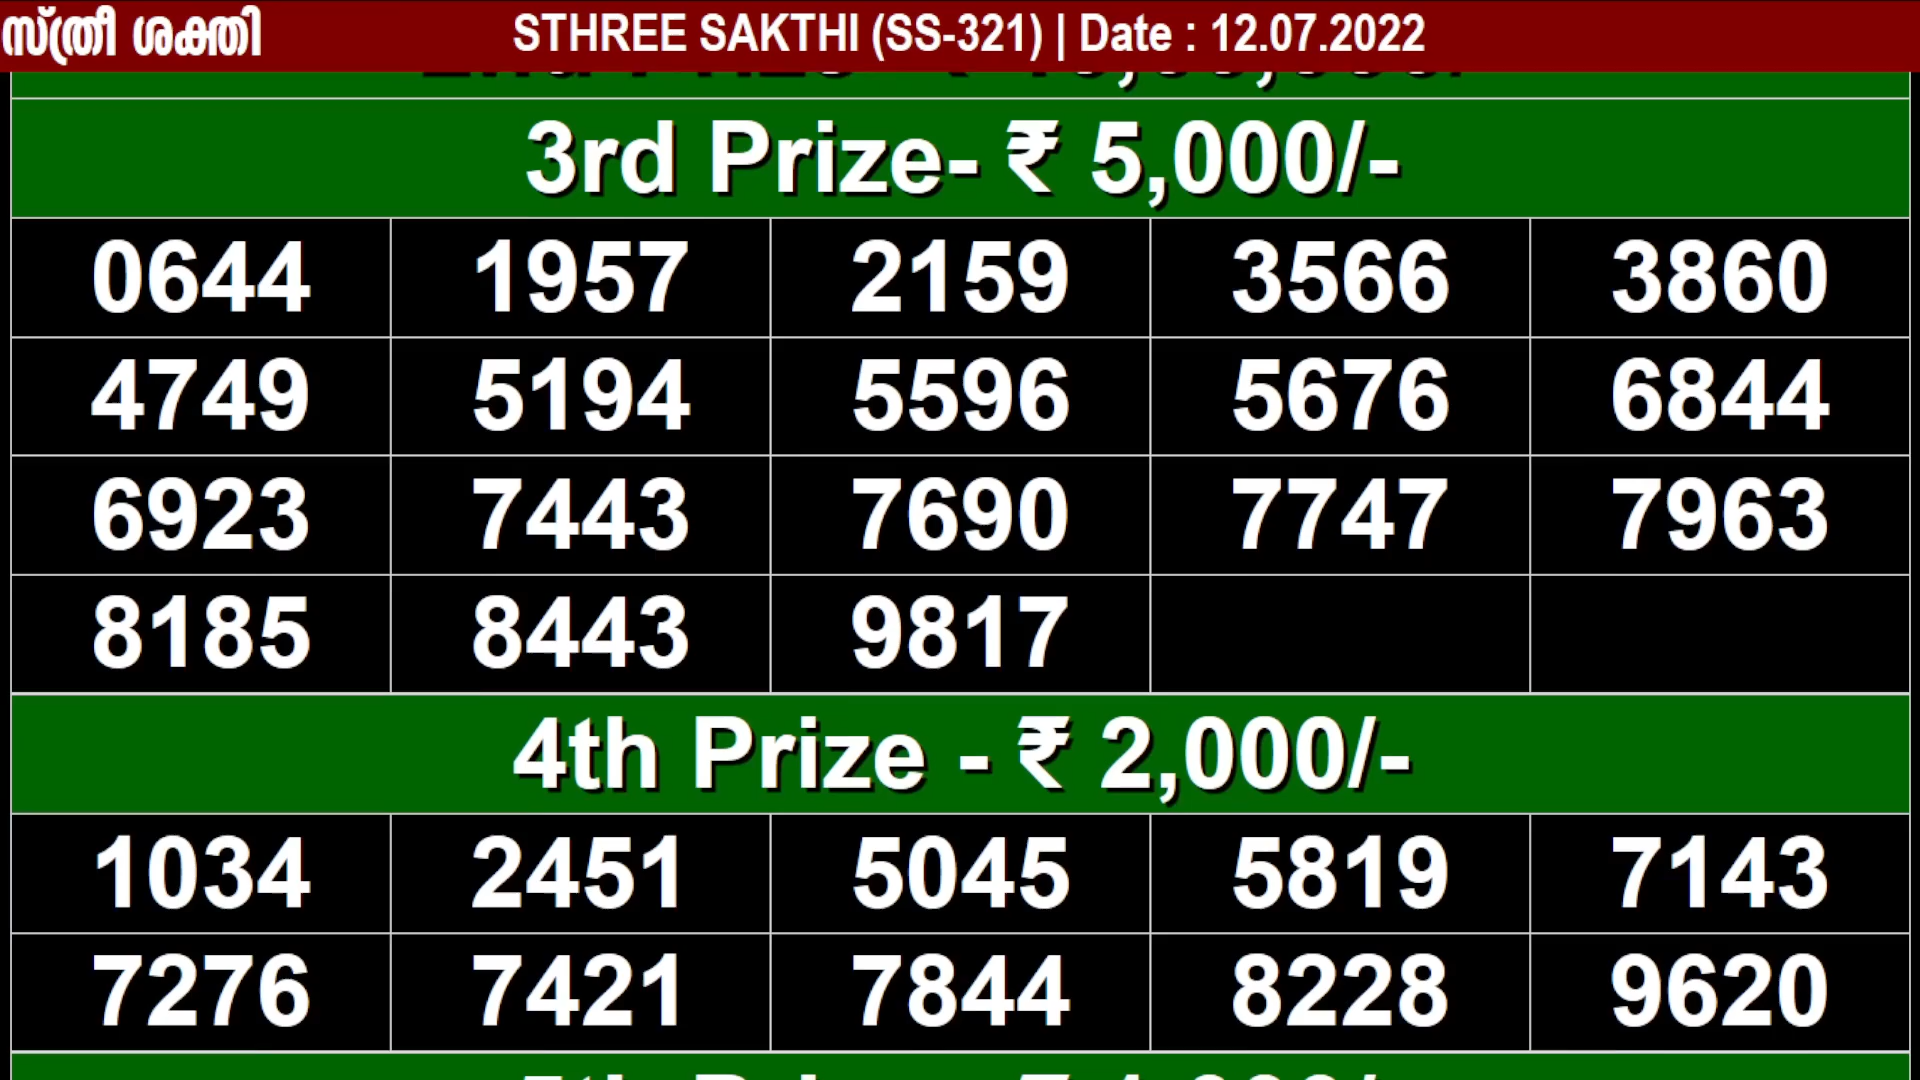 സ്ത്രീ ശക്തി STHREE SAKTHI (SS-321) | Date : 12.07.2022
3rd Prize- ₹ 5,000/-
0644 1957 2159 3566 3860
4749 5194 5596 5676 6844
6923 7443 7690 7747 7963
8185 8443 9817
4th Prize - ₹ 2,000/-
1034 2451 5045 5819 7143
7276 7421 7844 8228 9620